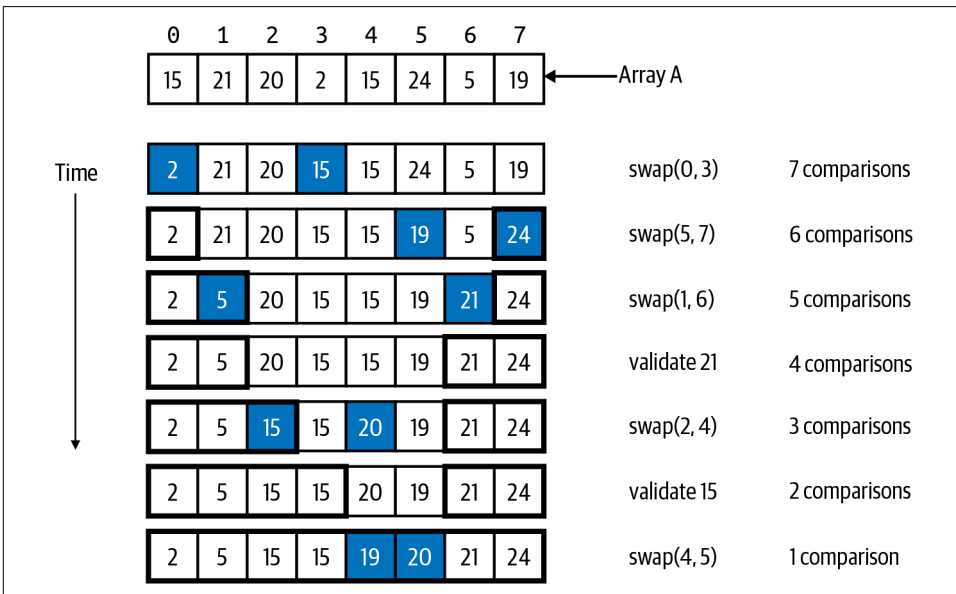 0 1 2 3 4 5 6 7
15 21 20 2 15 24 5 19 Array A
Time
2 21 20 15 15 24 5 19 swap(0, 3) 7 comparisons
2 21 20 15 15 19 5 24 swap(5, 7) 6 comparisons
2 5 20 15 15 19 21 24 swap(1, 6) 5 comparisons
2 5 20 15 15 19 21 24 validate 21 4 comparisons
2 5 15 15 20 19 21 24 swap(2, 4) 3 comparisons
2 5 15 15 20 19 21 24 validate 15 2 comparisons
2 5 15 15 19 20 21 24 swap(4, 5) 1 comparison